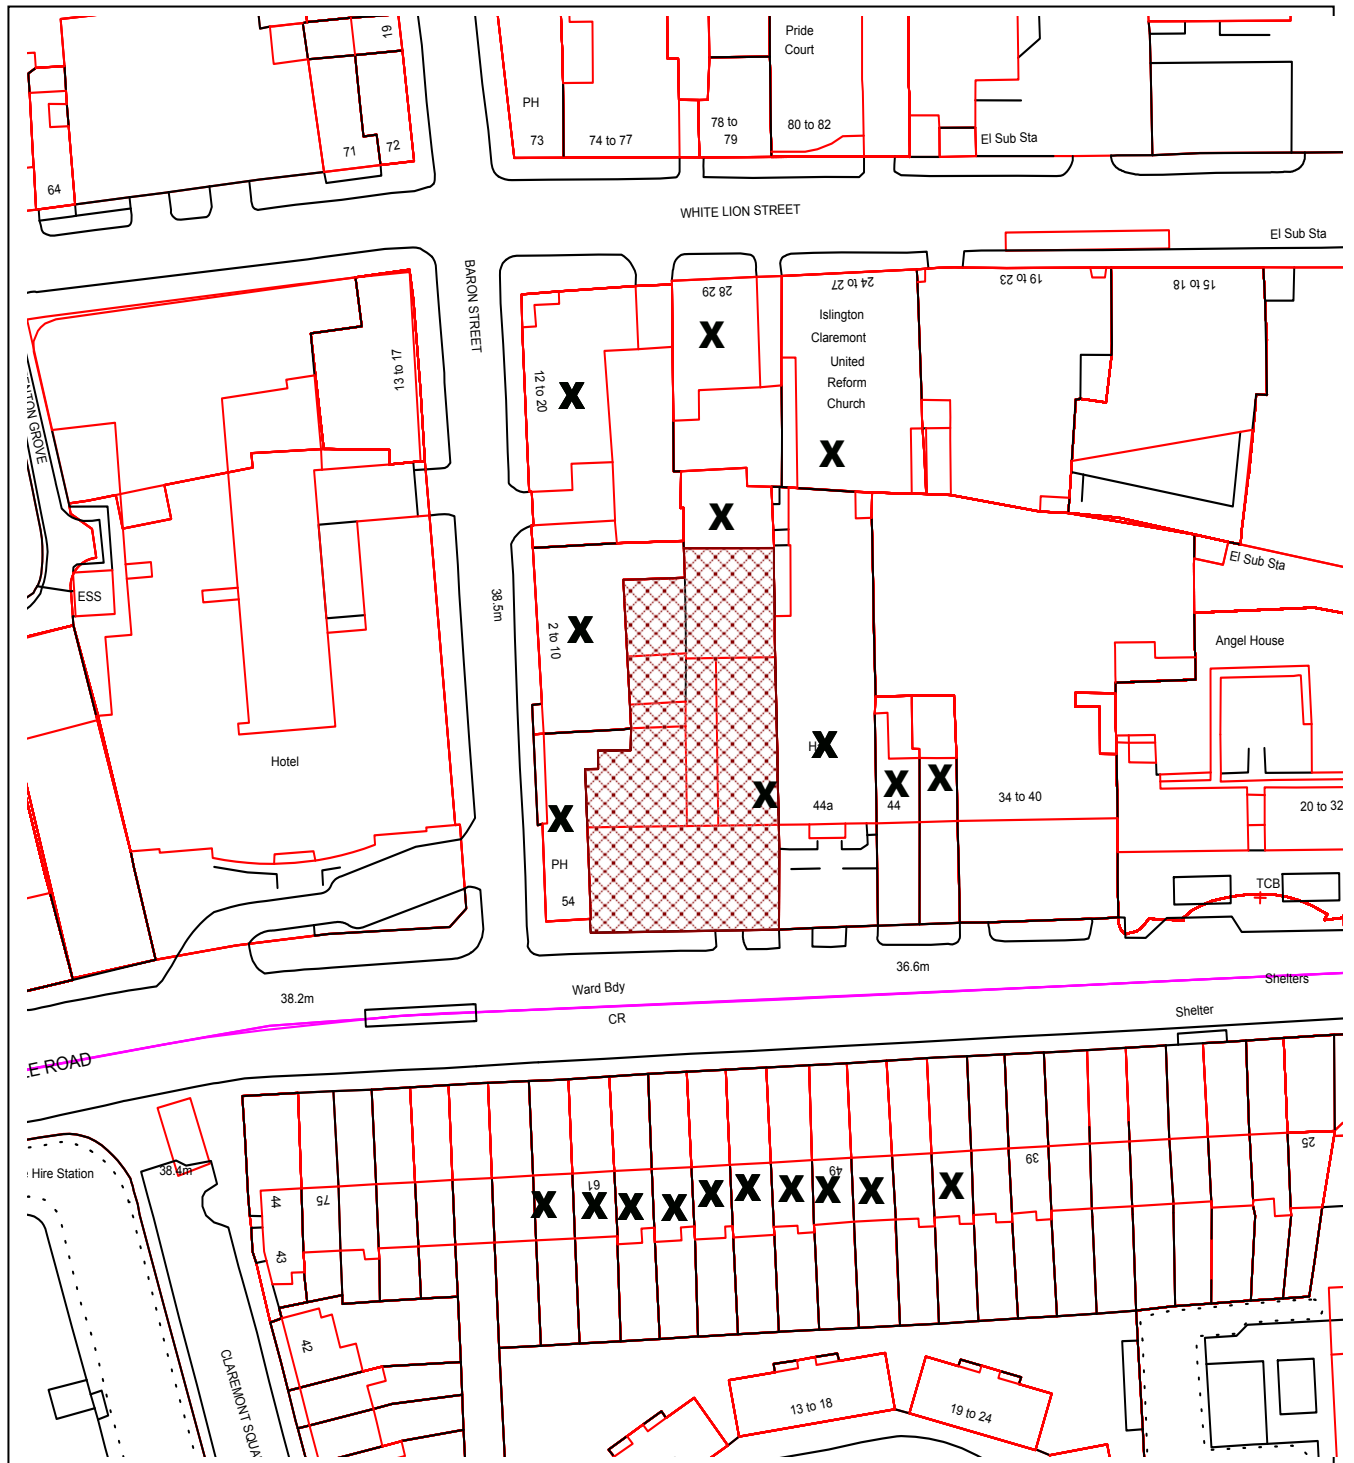 19
Pride
Court
PH
73
74 to 77
78 to
79
80 to 82
El Sub Sta
71
72
64
WHITE LION STREET
El Sub Sta
BARON STREET
28 29
24 to 27
19 to 23
15 to 18
Islington
Claremont
United
Reform
Church
13 to 17
12 to 20
X
X
X
X
38.5m
2 to 10
X
ESS
El Sub Sta
Angel House
Hotel
X
X
X
X
X
44a
44
34 to 40
20 to 32
PH
54
TCB
36.6m
Ward Bdy
CR
38.2m
Shelters
Shelter
E ROAD
Hire Station
38.4m
44
43
75
61
49
39
25
X X X X X X X X X X
42
CLAREMONT SQUA
13 to 18
19 to 24